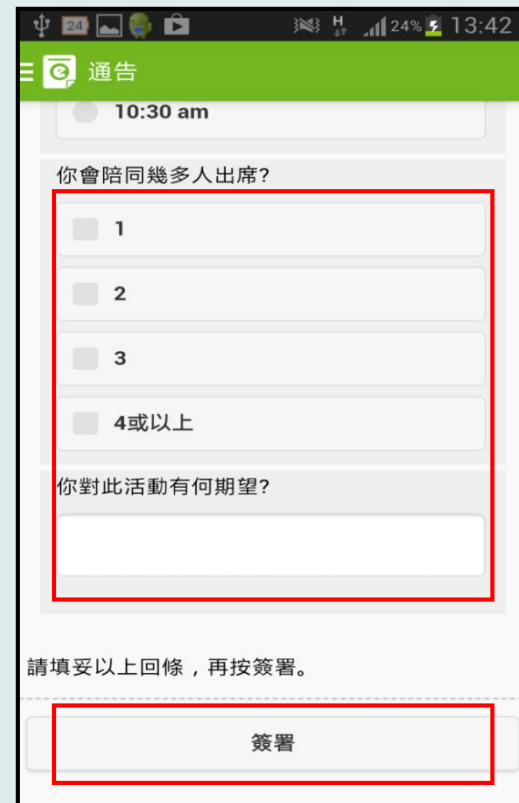 24 H 24% 13:42
通告
10:30 am
你會陪同幾多人出席?
1
2
3
4或以上
你對此活動有何期望?
請填妥以上回條，再按簽署。
簽署